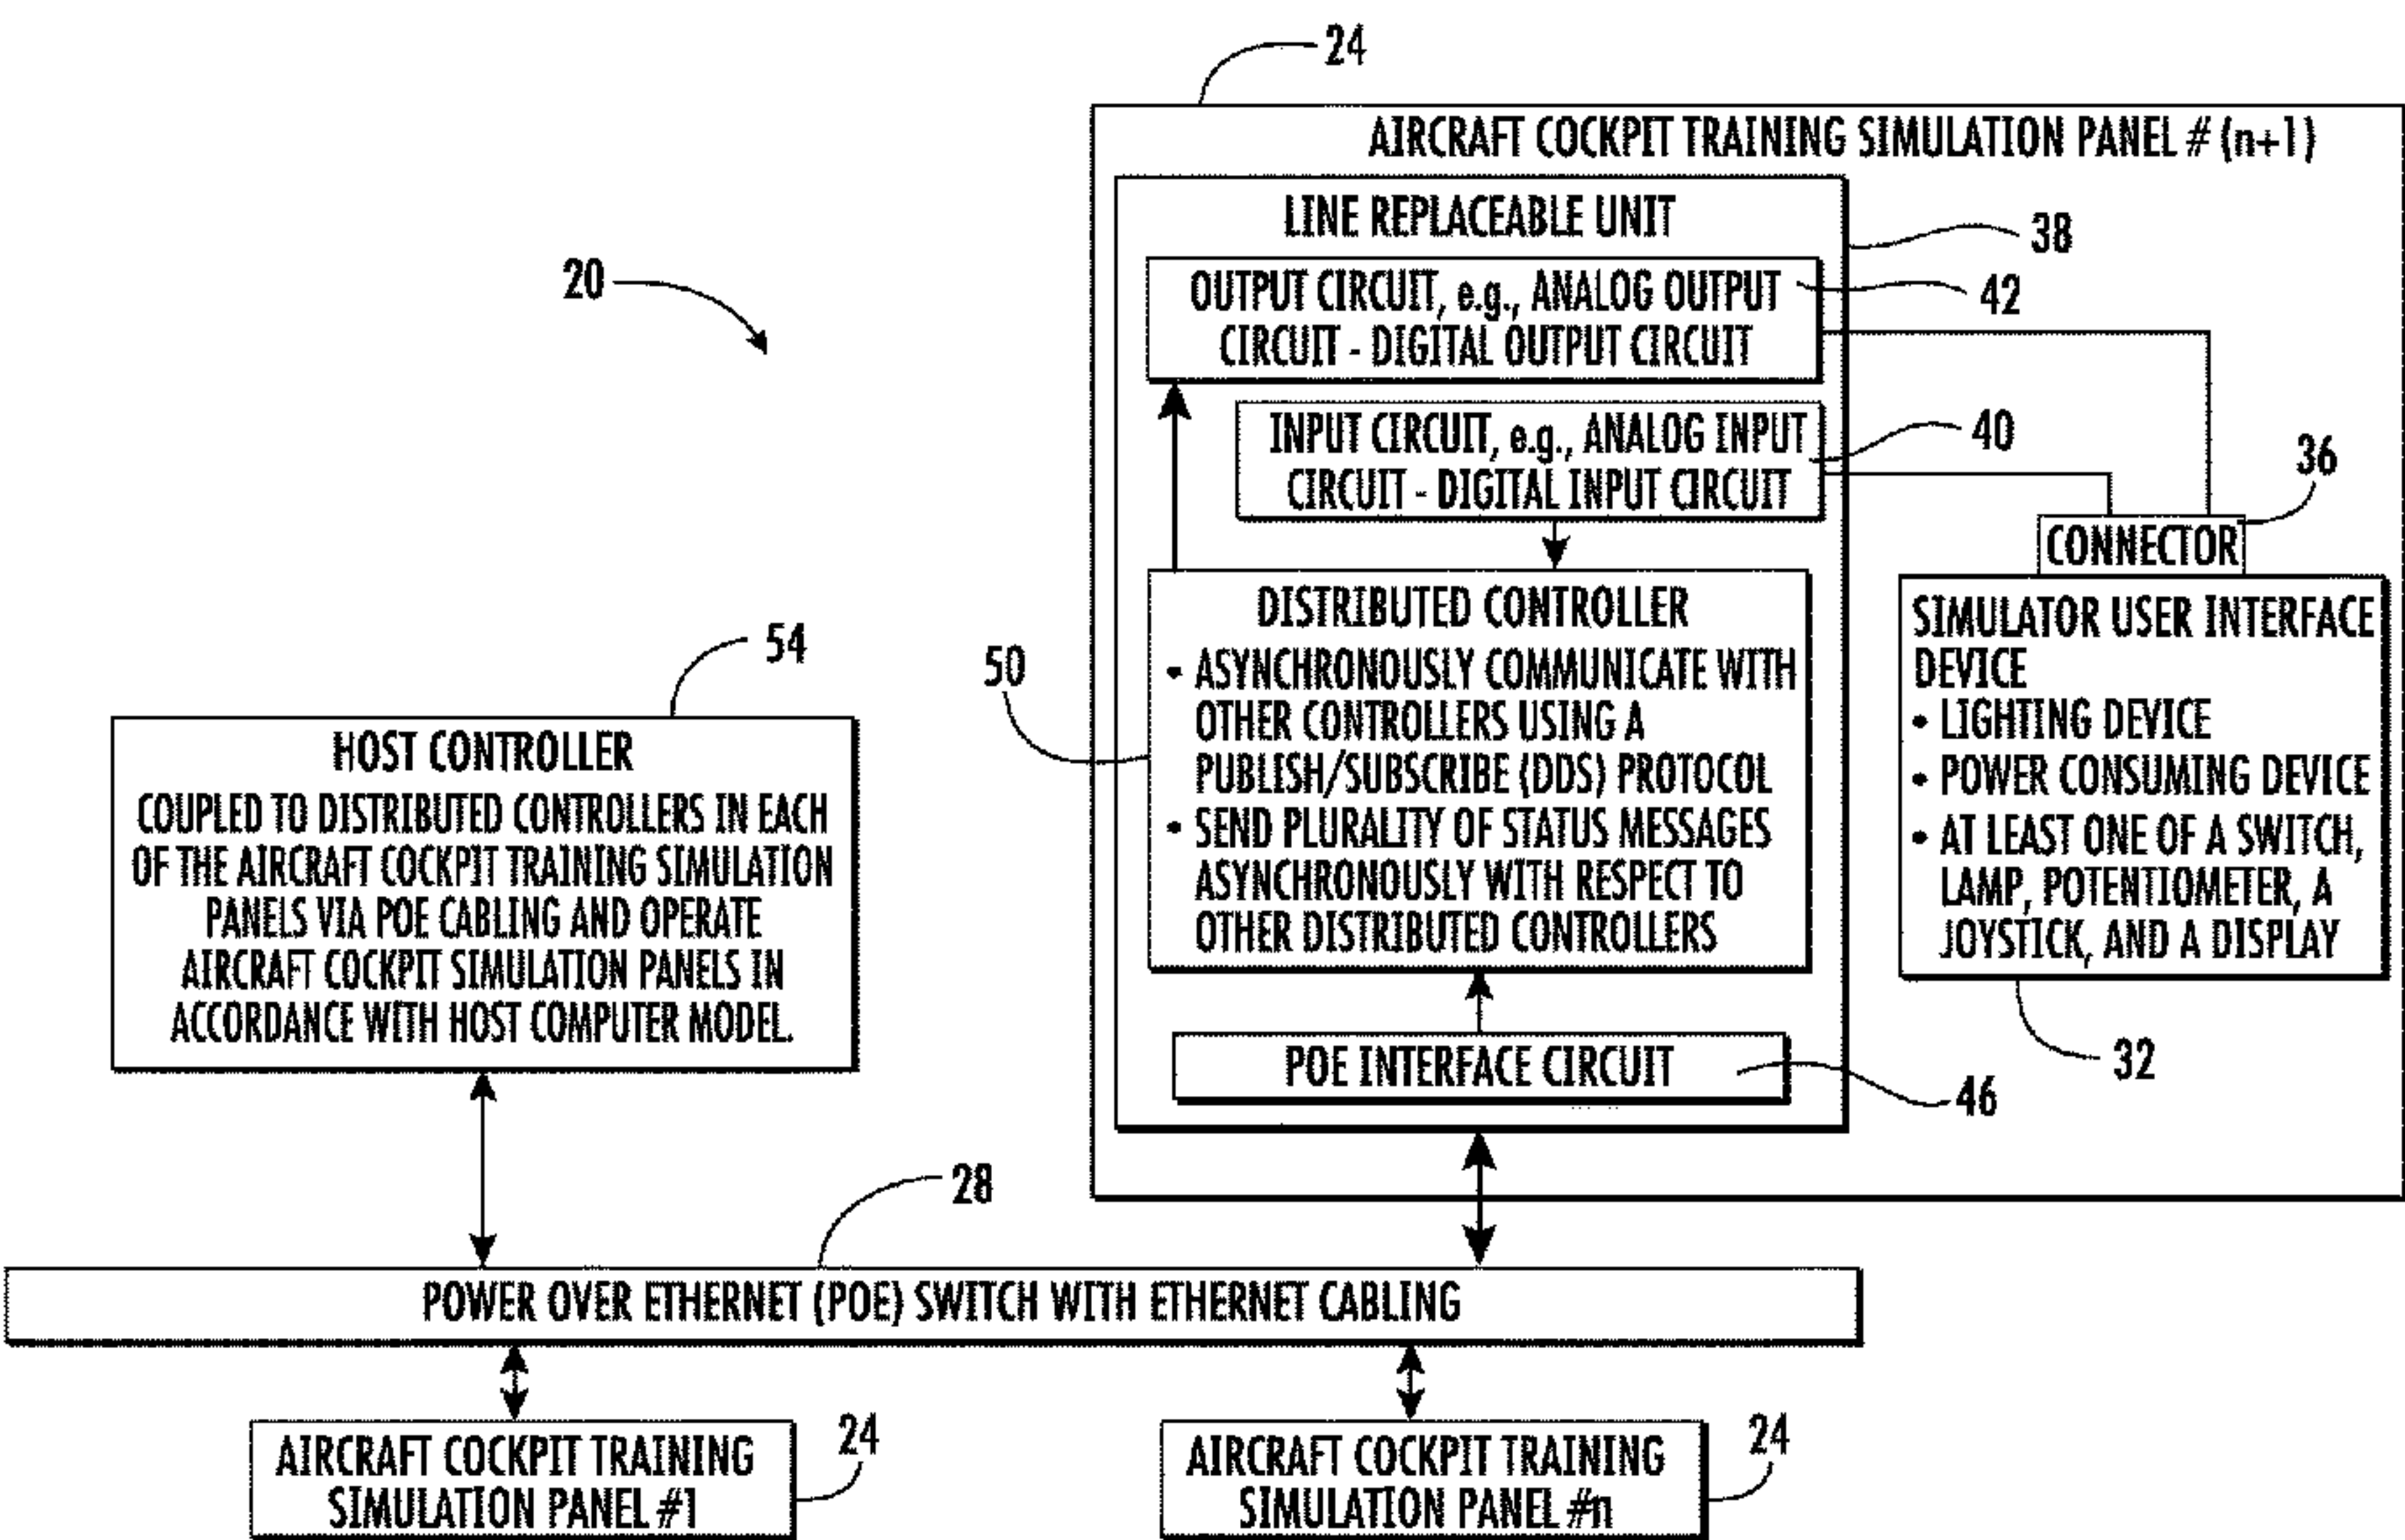 24
AIRCRAFT COCKPIT TRAINING SIMULATION PANEL # (n+1)
LINE REPLACEABLE UNIT
38
20
OUTPUT CIRCUIT, e.g., ANALOG OUTPUT
CIRCUIT - DIGITAL OUTPUT CIRCUIT
42
INPUT CIRCUIT, e.g., ANALOG INPUT
CIRCUIT - DIGITAL INPUT CIRCUIT
40
36
CONNECTOR
DISTRIBUTED CONTROLLER
• ASYNCHRONOUSLY COMMUNICATE WITH
OTHER CONTROLLERS USING A
PUBLISH/SUBSCRIBE (DDS) PROTOCOL
• SEND PLURALITY OF STATUS MESSAGES
ASYNCHRONOUSLY WITH RESPECT TO
OTHER DISTRIBUTED CONTROLLERS
50
SIMULATOR USER INTERFACE
DEVICE
• LIGHTING DEVICE
• POWER CONSUMING DEVICE
• AT LEAST ONE OF A SWITCH,
LAMP, POTENTIOMETER, A
JOYSTICK, AND A DISPLAY
32
54
HOST CONTROLLER
COUPLED TO DISTRIBUTED CONTROLLERS IN EACH
OF THE AIRCRAFT COCKPIT TRAINING SIMULATION
PANELS VIA POE CABLING AND OPERATE
AIRCRAFT COCKPIT SIMULATION PANELS IN
ACCORDANCE WITH HOST COMPUTER MODEL.
POE INTERFACE CIRCUIT
46
28
POWER OVER ETHERNET (POE) SWITCH WITH ETHERNET CABLING
AIRCRAFT COCKPIT TRAINING
SIMULATION PANEL #1
24
AIRCRAFT COCKPIT TRAINING
SIMULATION PANEL #n
24